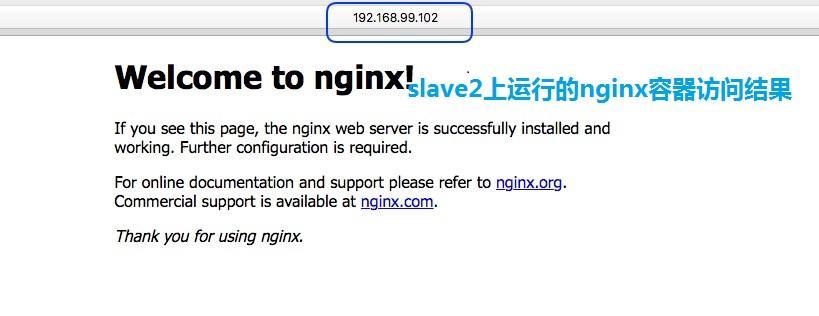 192.168.99.102
Welcome to nginx!
slave2上运行的nginx容器访问结果
If you see this page, the nginx web server is successfully installed and
working. Further configuration is required.
For online documentation and support please refer to nginx.org.
Commercial support is available at nginx.com.
Thank you for using nginx.